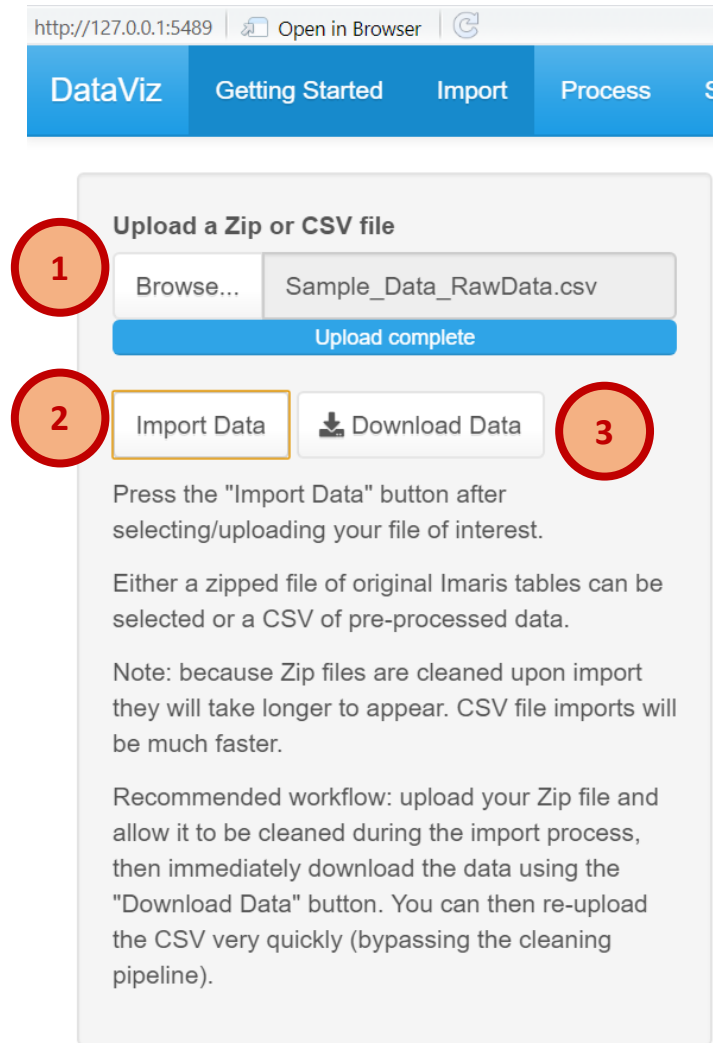 http://127.0.0.1:5489 Open in Browser
DataViz Getting Started Import Process
Upload a Zip or CSV file
1
Browse... Sample_Data_RawData.csv
Upload complete
2
Import Data Download Data
3
Press the "Import Data" button after
selecting/uploading your file of interest.
Either a zipped file of original Imaris tables can be
selected or a CSV of pre-processed data.
Note: because Zip files are cleaned upon import
they will take longer to appear. CSV file imports will
be much faster.
Recommended workflow: upload your Zip file and
allow it to be cleaned during the import process,
then immediately download the data using the
"Download Data" button. You can then re-upload
the CSV very quickly (bypassing the cleaning
pipeline).